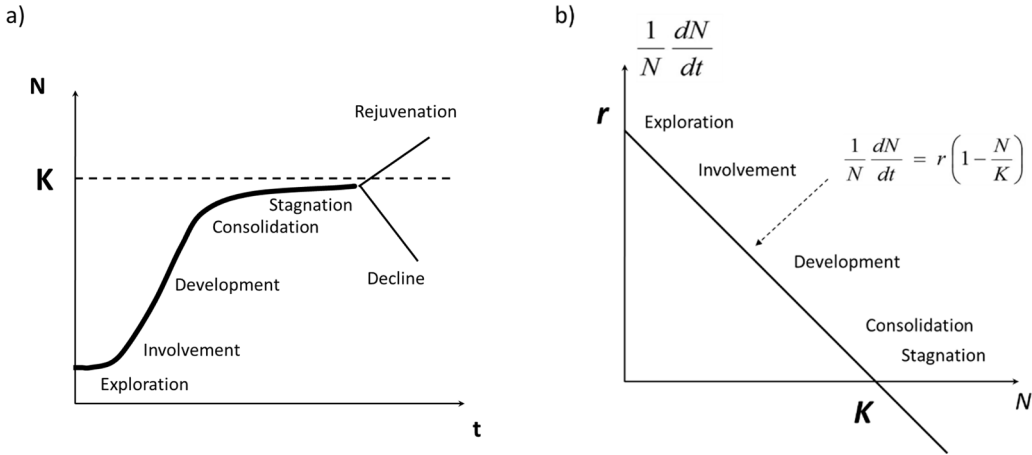 a)
N
K
Rejuvenation
Stagnation
Consolidation
Decline
Development
Involvement
Exploration
t
b)
1/N dN/dt
r
Exploration
Involvement
1/N dN/dt = r(1-N/K)
Development
Consolidation
Stagnation
K
N